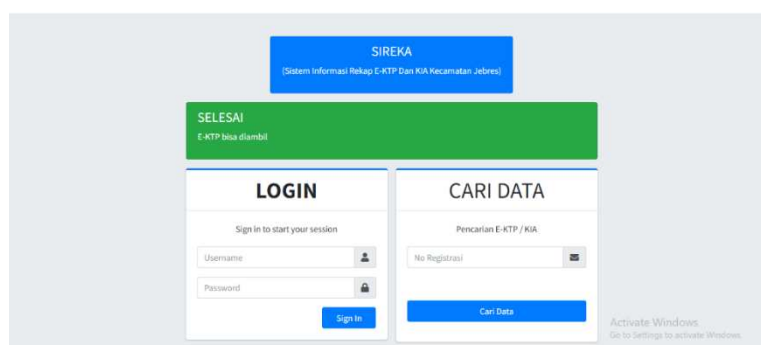 SIREKA
(Sistem Informasi Rekap E-KTP Dan KIA Kecamatan Jebres)
SELESAI
E-KTP bisa diambil
LOGIN
Sign in to start your session
Username
Password
Sign In
CARI DATA
Pencarian E-KTP / KIA
No Registrasi
Cari Data
Activate Windows
Go to Settings to activate Windows.